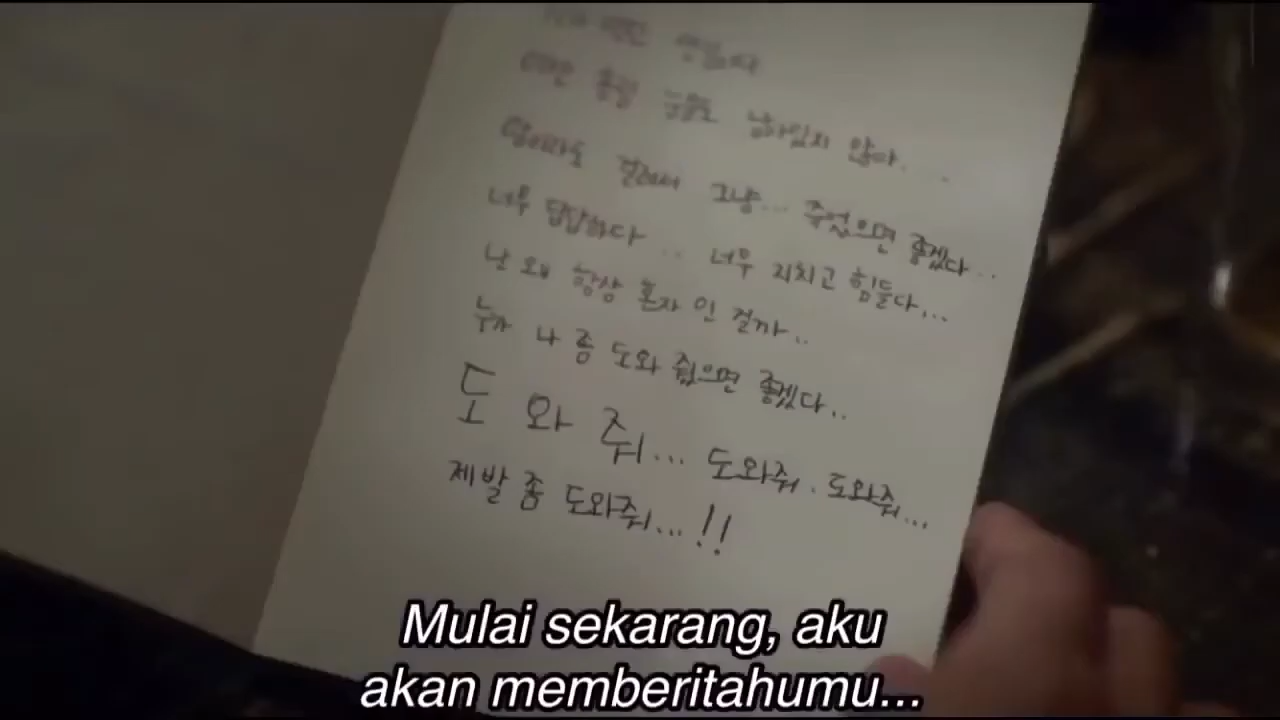 남아있지 않아.....
그냥... 죽었으면 좋겠다...
너무 답답하다... 너무 지치고 힘들다...
난 왜 항상 혼자 인 걸까..
누가 나 좀 도와 줬으면 좋겠다..
도 와 줘... 도와줘. 도와줘...
제발 좀 도와줘...!!
Mulai sekarang, aku
akan memberitahumu...